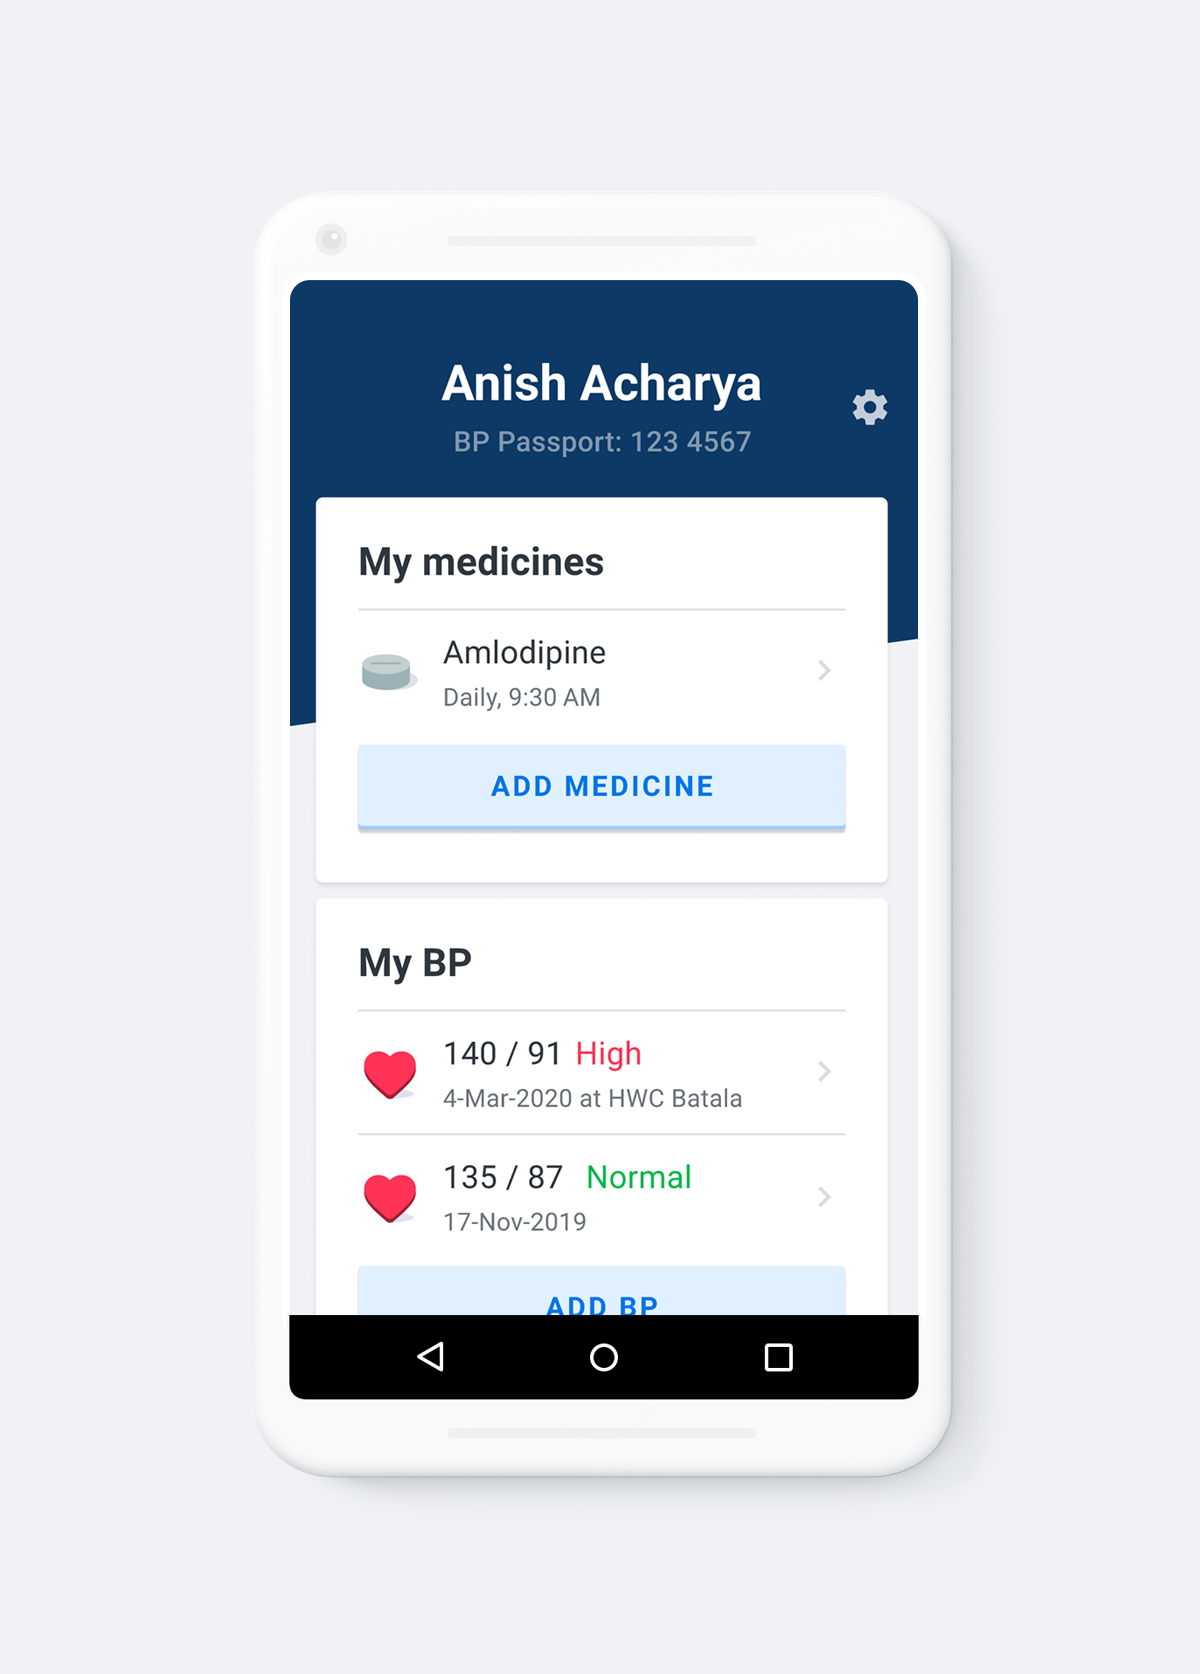 Anish Acharya
BP Passport: 123 4567
My medicines
Amlodipine
Daily, 9:30 AM
ADD MEDICINE
My BP
140 / 91 High
4-Mar-2020 at HWC Batala
135 / 87 Normal
17-Nov-2019
ADD BP